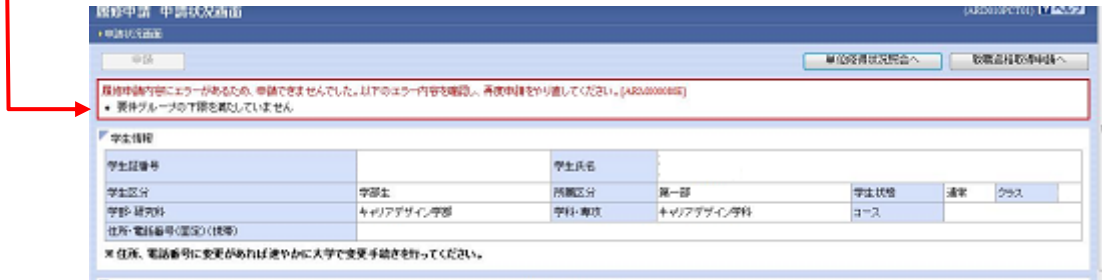 履修申請 申請状況画面 (ARD010PCT01) ? ヘルプ
申請状況画面
申請 単位修得状況照会へ 教職資格取得申請へ
履修申請内容にエラーがあるため、申請できませんでした。以下のエラー内容を確認し、再度申請をやり直してください。
• 要件グループの下限を満たしていません
学生情報
学生証番号 学生氏名
学生区分 学部生 所属区分 第一部 学生状態 通常 クラス
学部・研究科 キャリアデザイン学部 学科・専攻 キャリアデザイン学科 コース
住所・電話番号(固定)(携帯)
※住所、電話番号に変更があれば速やかに大学で変更手続きを行ってください。